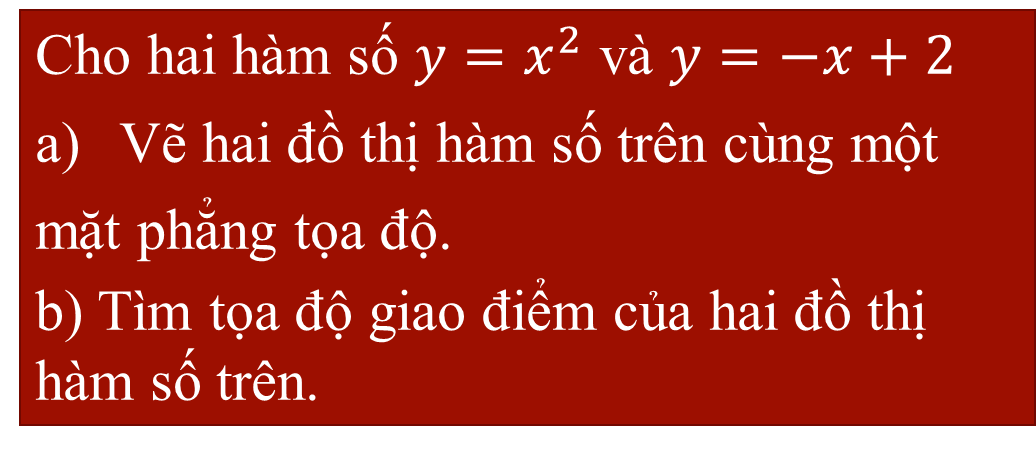 Cho hai hàm số y = x² và y = −x + 2
a) Vẽ hai đồ thị hàm số trên cùng một
mặt phẳng tọa độ.
b) Tìm tọa độ giao điểm của hai đồ thị
hàm số trên.